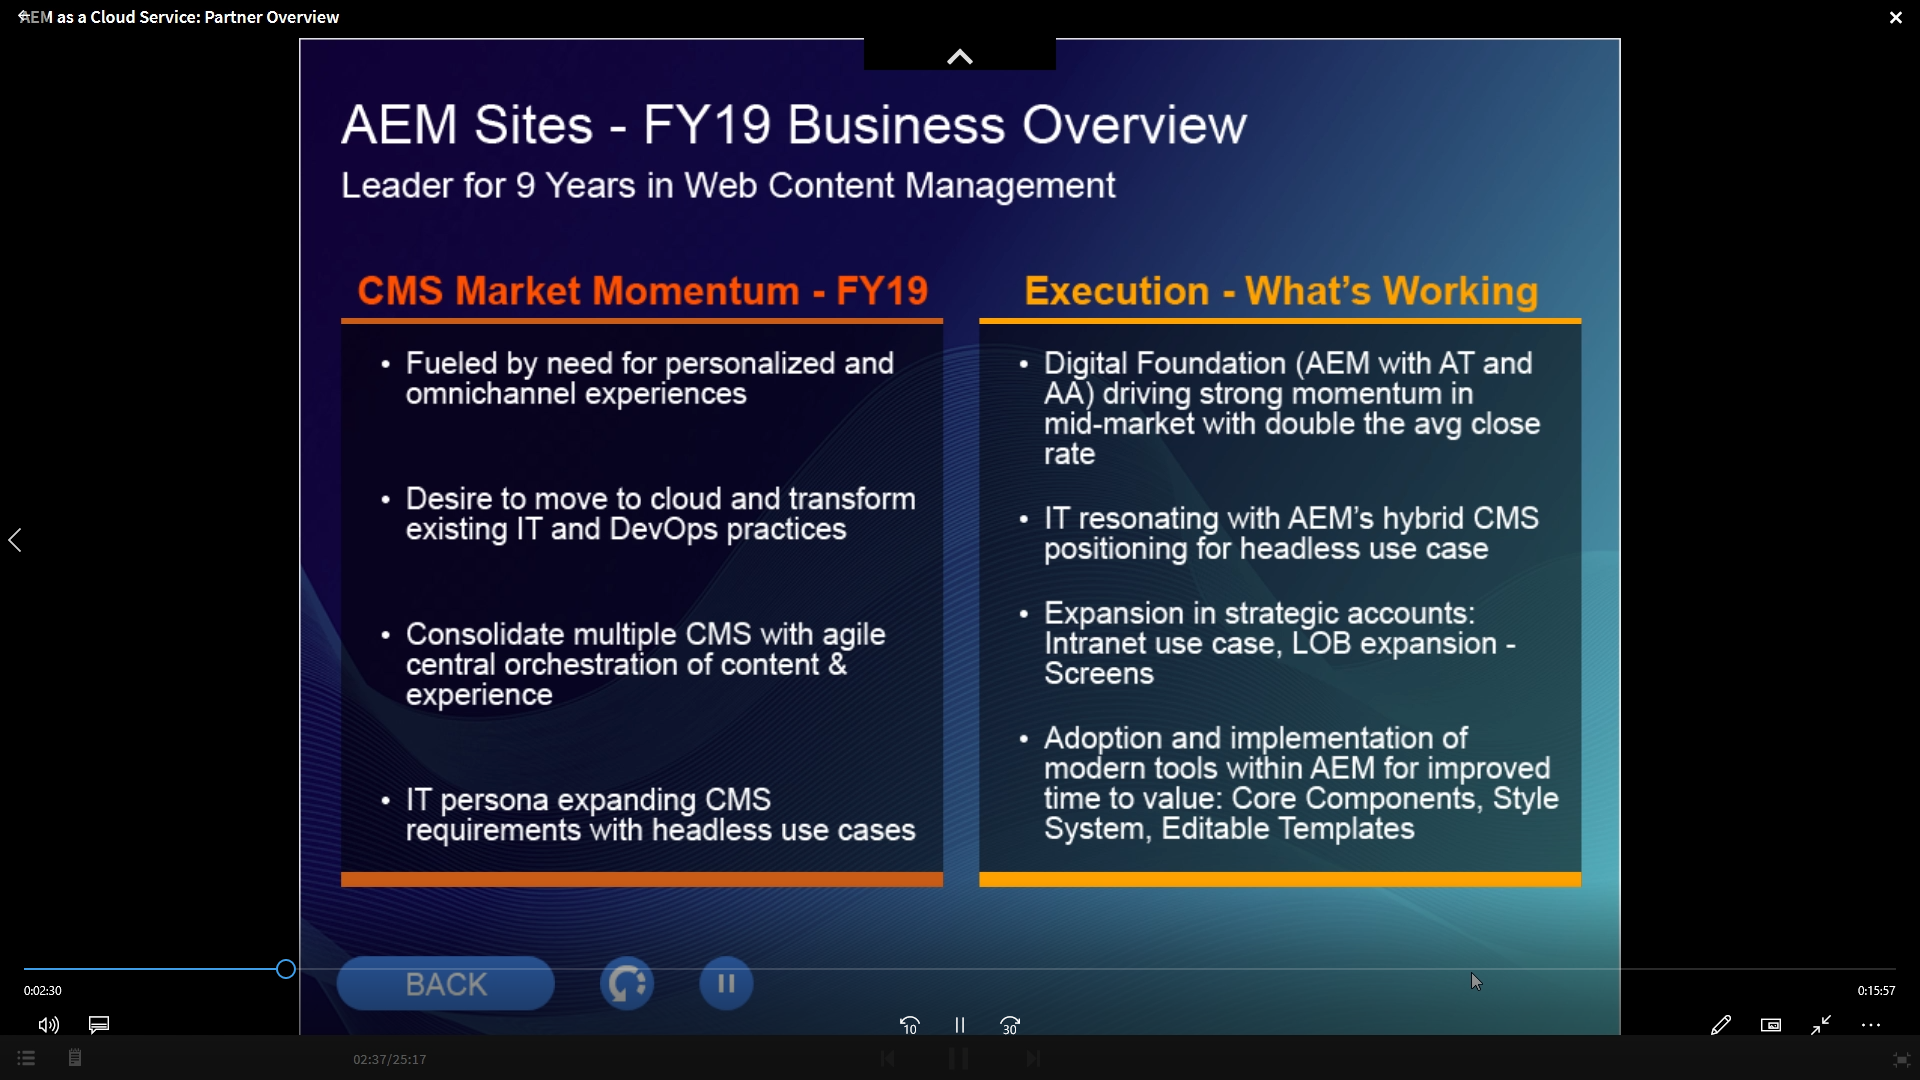 AEM as a Cloud Service: Partner Overview
AEM Sites - FY19 Business Overview
Leader for 9 Years in Web Content Management
CMS Market Momentum - FY19
• Fueled by need for personalized and
omnichannel experiences
• Desire to move to cloud and transform
existing IT and DevOps practices
• Consolidate multiple CMS with agile
central orchestration of content &
experience
• IT persona expanding CMS
requirements with headless use cases
Execution - What's Working
• Digital Foundation (AEM with AT and
AA) driving strong momentum in
mid-market with double the avg close
rate
• IT resonating with AEM's hybrid CMS
positioning for headless use case
• Expansion in strategic accounts:
Intranet use case, LOB expansion -
Screens
• Adoption and implementation of
modern tools within AEM for improved
time to value: Core Components, Style
System, Editable Templates
BACK
0:02:30
0:15:57
10
30
02:37/25:17